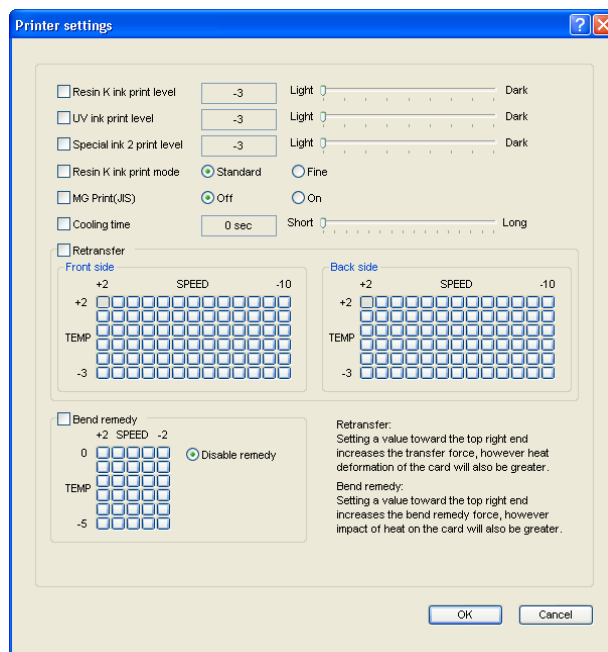 Printer settings
Resin K ink print level -3 Light Dark
UV ink print level -3 Light Dark
Special ink 2 print level -3 Light Dark
Resin K ink print mode Standard Fine
MG Print(JIS) Off On
Cooling time 0 sec Short Long
Retransfer
Front side
+2 SPEED -10
+2
TEMP
-3
Back side
+2 SPEED -10
+2
TEMP
-3
Bend remedy
+2 SPEED -2
0 Disable remedy
TEMP
-5
Retransfer:
Setting a value toward the top right end
increases the transfer force, however heat
deformation of the card will also be greater.
Bend remedy:
Setting a value toward the top right end
increases the bend remedy force, however
impact of heat on the card will also be greater.
OK Cancel